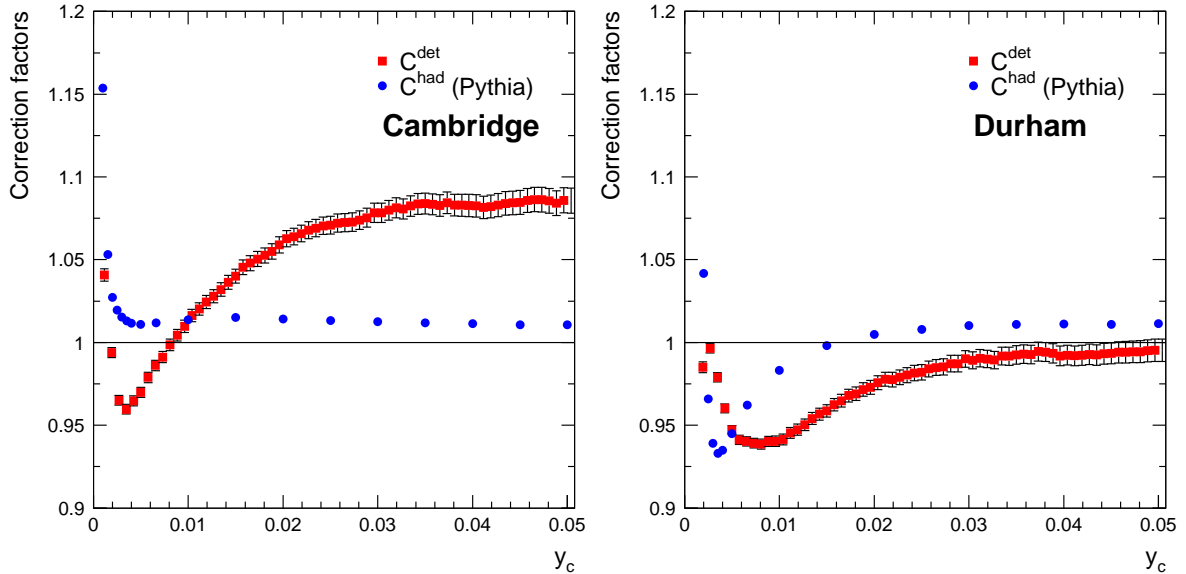 Correction factors
1.2
1.15
1.1
1.05
1
0.95
0.9
C^det
C^had (Pythia)
Cambridge
0 0.01 0.02 0.03 0.04 0.05
y_c
Correction factors
1.2
1.15
1.1
1.05
1
0.95
0.9
C^det
C^had (Pythia)
Durham
0 0.01 0.02 0.03 0.04 0.05
y_c